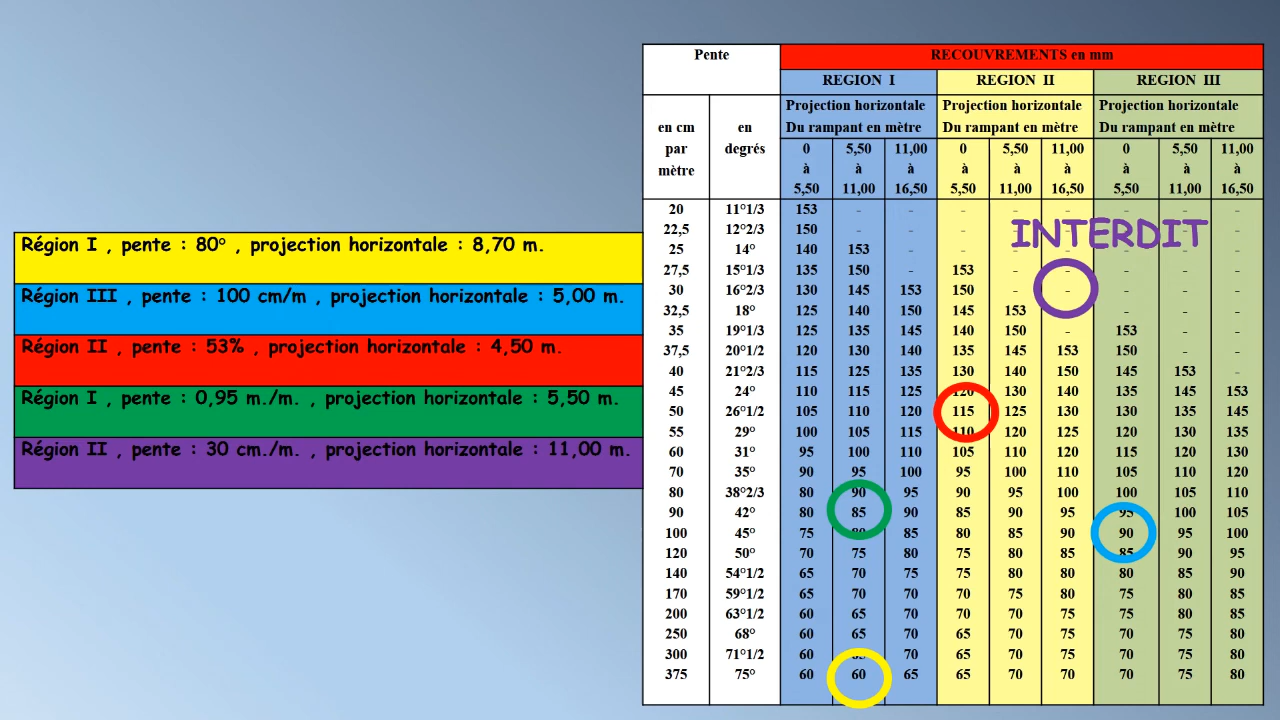 Région I , pente : 80° , projection horizontale : 8,70 m.
Région III , pente : 100 cm/m , projection horizontale : 5,00 m.
Région II , pente : 53% , projection horizontale : 4,50 m.
Région I , pente : 0,95 m./m. , projection horizontale : 5,50 m.
Région II , pente : 30 cm./m. , projection horizontale : 11,00 m.
Pente RECOUVREMENTS en mm
REGION I REGION II REGION III
Projection horizontale Projection horizontale Projection horizontale
en cm en Du rampant en mètre Du rampant en mètre Du rampant en mètre
par degrés 0 5,50 11,00 0 5,50 11,00 0 5,50 11,00
mètre à à à à à à à à à
5,50 11,00 16,50 5,50 11,00 16,50 5,50 11,00 16,50
20 11°1/3 153 - - - - - - - -
INTERDIT
22,5 12°2/3 150 - - - - - - - -
25 14° 140 153 - - - - - - -
27,5 15°1/3 135 150 - 153 - - - - -
30 16°2/3 130 145 153 150 - - - - -
32,5 18° 125 140 150 145 153 - - - -
35 19°1/3 125 135 145 140 150 - 153 - -
37,5 20°1/2 120 130 140 135 145 153 150 - -
40 21°2/3 115 125 135 130 140 150 145 153 -
45 24° 110 115 125 120 130 140 135 145 153
50 26°1/2 105 110 120 115 125 130 130 135 145
55 29° 100 105 115 110 120 125 120 130 135
60 31° 95 100 110 105 110 120 115 120 130
70 35° 90 95 100 95 100 110 105 110 120
80 38°2/3 80 90 95 90 95 100 100 105 110
90 42° 80 85 90 85 90 95 95 100 105
100 45° 75 80 85 80 85 90 90 95 100
120 50° 70 75 80 75 80 85 85 90 95
140 54°1/2 65 70 75 75 80 80 80 85 90
170 59°1/2 65 70 70 70 75 80 75 80 85
200 63°1/2 60 65 70 70 70 75 75 80 85
250 68° 60 65 70 65 70 75 70 75 80
300 71°1/2 60 70 65 70 75 70 75 80
375 75° 60 60 65 65 70 70 70 75 80